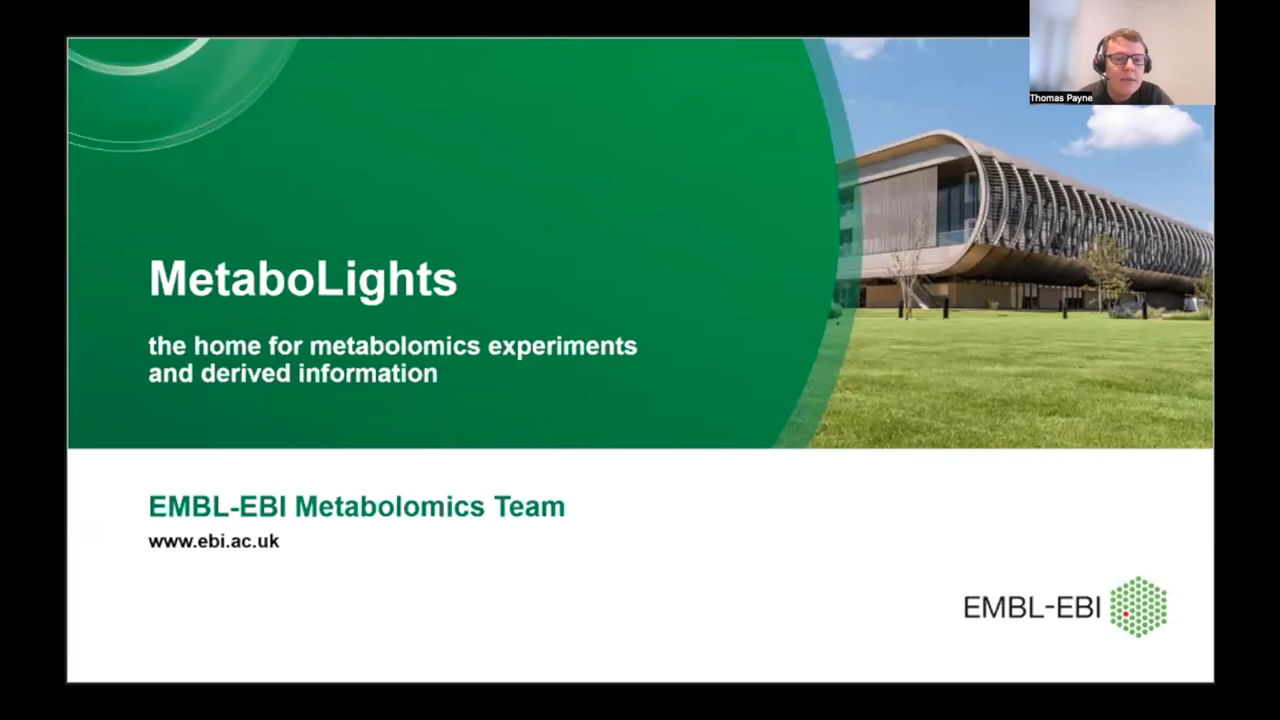 Thomas Payne
MetaboLights
the home for metabolomics experiments
and derived information
EMBL-EBI Metabolomics Team
www.ebi.ac.uk
EMBL-EBI